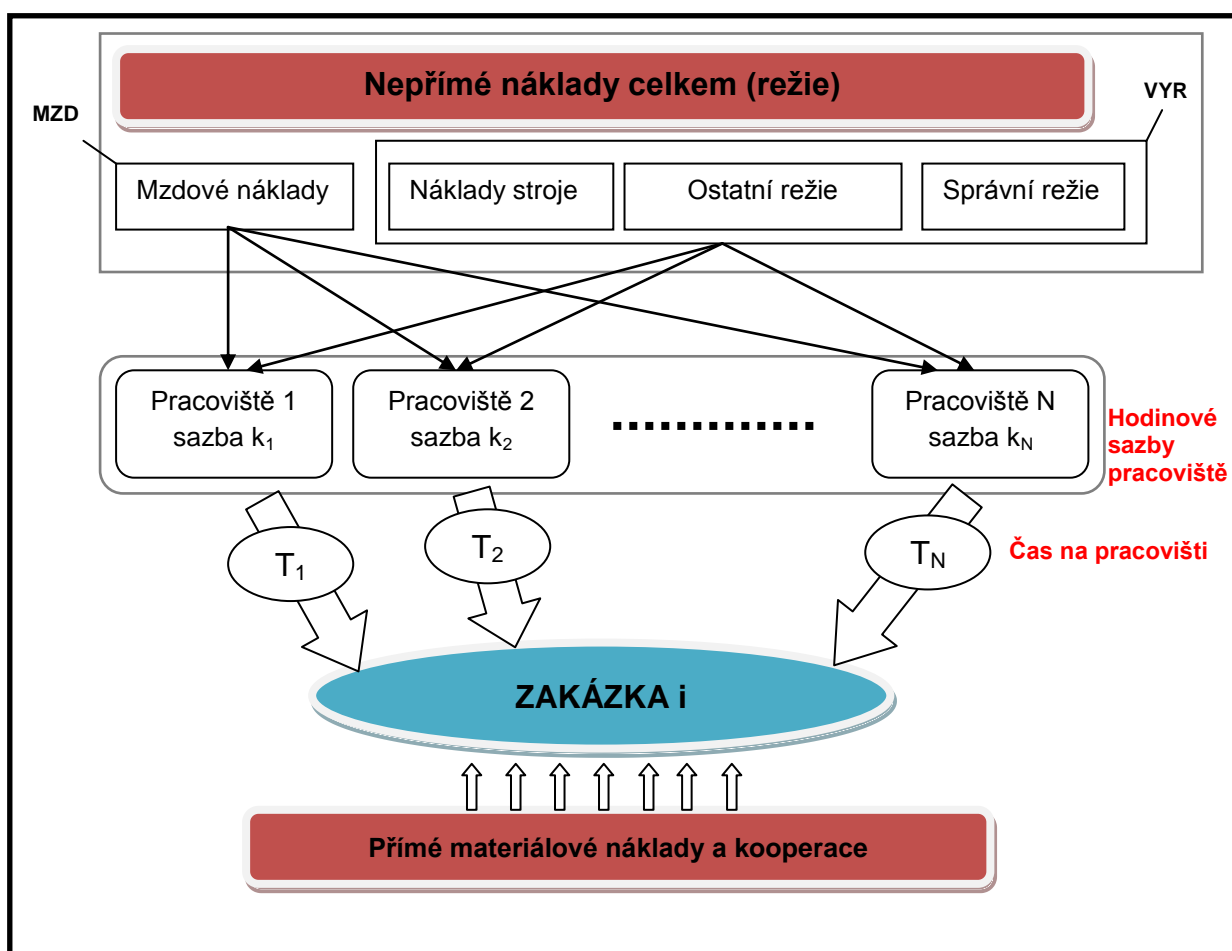 Nepřímé náklady celkem (režie)
MZD
VYR
Mzdové náklady
Náklady stroje
Ostatní režie
Správní režie
Pracoviště 1
sazba k₁
Pracoviště 2
sazba k₂
Pracoviště N
sazba kN
Hodinové
sazby
pracoviště
T₁
T₂
TN
Čas na pracovišti
ZAKÁZKA i
Přímé materiálové náklady a kooperace